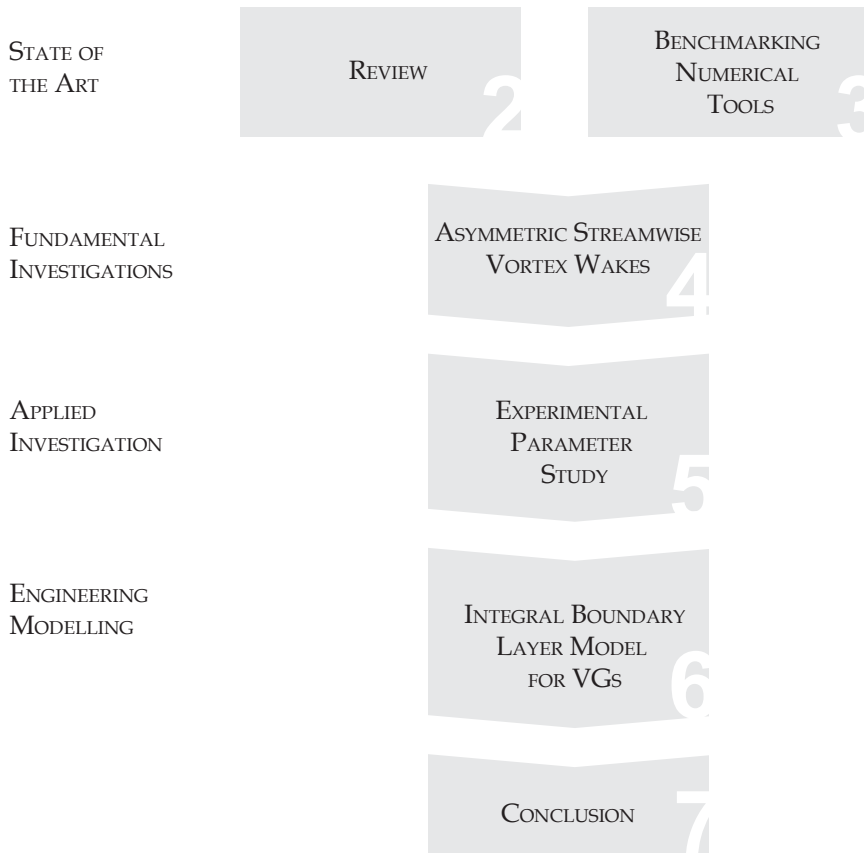 State of
the Art
Review
2
Benchmarking
Numerical
Tools
3
Fundamental
Investigations
Asymmetric Streamwise
Vortex Wakes
4
Applied
Investigation
Experimental
Parameter
Study
5
Engineering
Modelling
Integral Boundary
Layer Model
for VGs
6
Conclusion
7